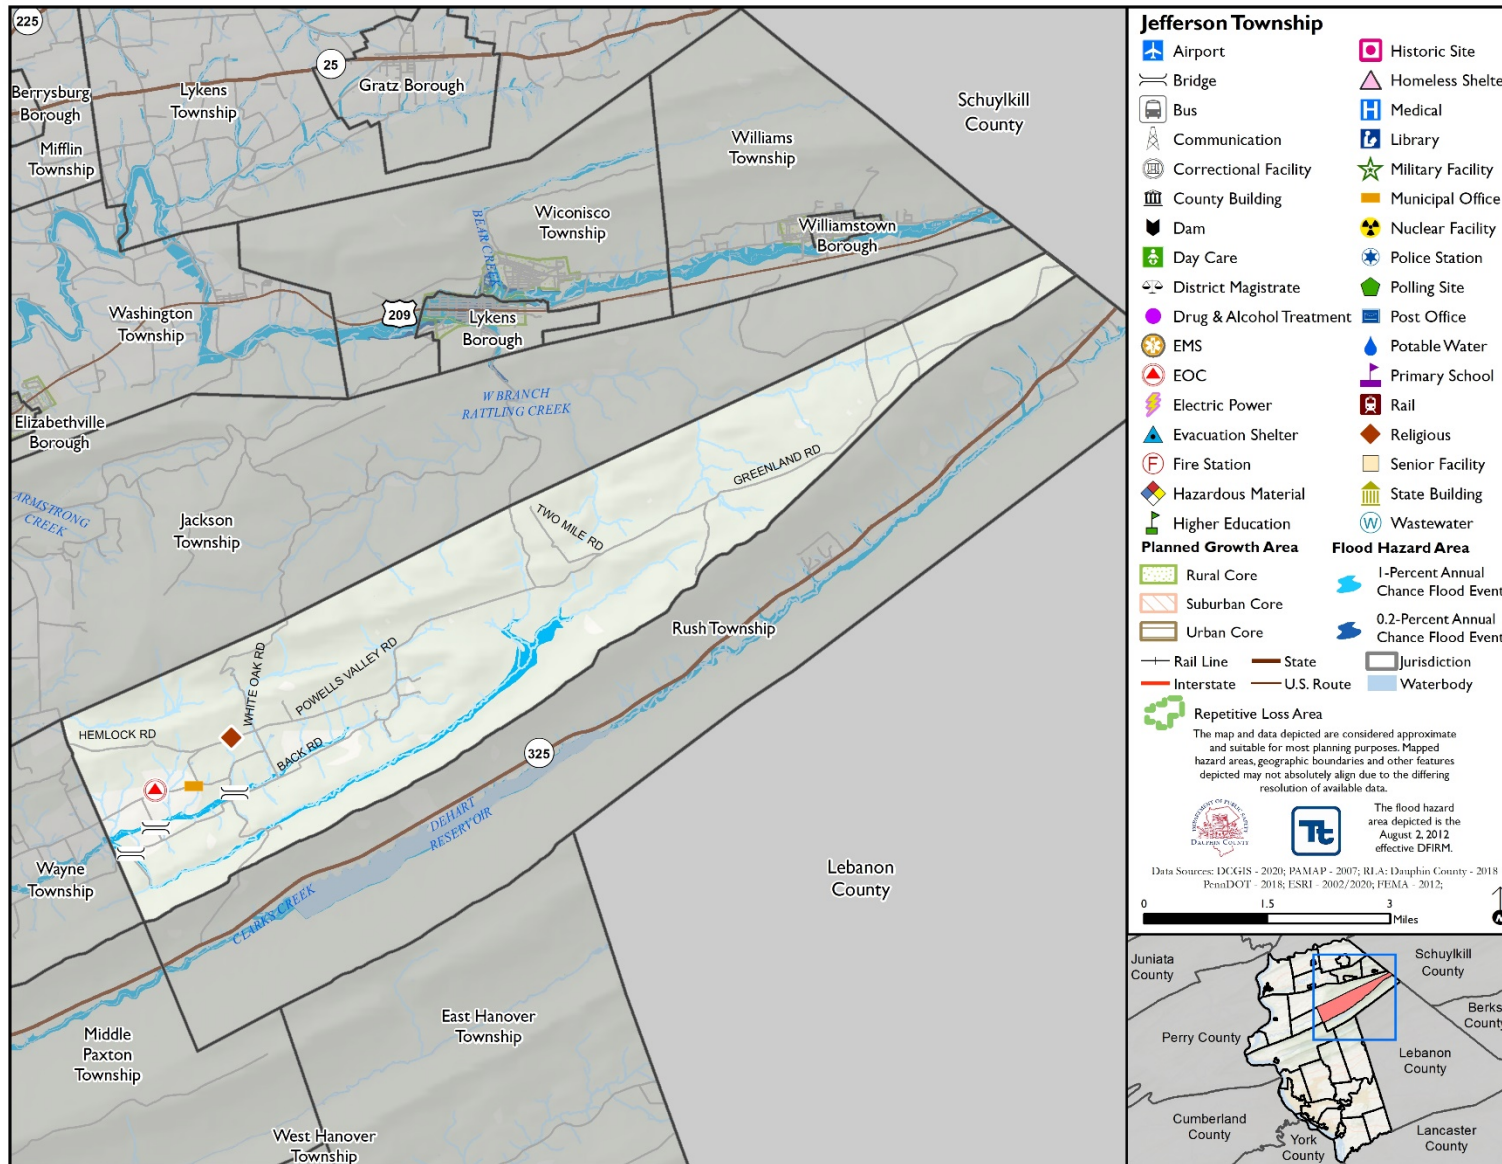 225
25
Gratz Borough
Berrysburg
Borough
Lykens
Township
Mifflin
Township
Schuylkill
County
Williams
Township
BEAR CREEK
Wiconisco
Township
Williamstown
Borough
Washington
Township
209
Lykens
Borough
W BRANCH
RATTLING CREEK
Elizabethville
Borough
ARMSTRONG
CREEK
Jackson
Township
GREENLAND RD
TWO MILE RD
Rush Township
WHITE OAK RD
POWELLS VALLEY RD
HEMLOCK RD
BACK RD
325
DEHART
RESERVOIR
Wayne
Township
CLARKS CREEK
Lebanon
County
East Hanover
Township
Middle
Paxton
Township
West Hanover
Township
Jefferson Township
Airport
Bridge
Bus
Communication
Correctional Facility
County Building
Dam
Day Care
District Magistrate
Drug & Alcohol Treatment
EMS
EOC
Electric Power
Evacuation Shelter
F Fire Station
Hazardous Material
Higher Education
Historic Site
Homeless Shelte
H Medical
Library
Military Facility
Municipal Office
Nuclear Facility
Police Station
Polling Site
Post Office
Potable Water
Primary School
Rail
Religious
Senior Facility
State Building
W Wastewater
Planned Growth Area
Rural Core
Suburban Core
Urban Core
Flood Hazard Area
1-Percent Annual
Chance Flood Event
0.2-Percent Annual
Chance Flood Event
Rail Line State Jurisdiction
Interstate U.S. Route Waterbody
Repetitive Loss Area
The map and data depicted are considered approximate
and suitable for most planning purposes. Mapped
hazard areas, geographic boundaries and other features
depicted may not absolutely align due to the differing
resolution of available data.
DEPARTMENT OF PUBLIC SAFETY
DAUPHIN COUNTY
Tt
The flood hazard
area depicted is the
August 2, 2012
effective DFIRM.
Data Sources: DCGIS - 2020; PAMAP - 2007; RLA: Dauphin County - 2018
PennDOT - 2018; ESRI - 2002/2020; FEMA - 2012;
0 1.5 3
Miles
N
Juniata
County
Schuylkill
County
Berks
County
Perry County
Lebanon
County
Cumberland
County
York
County
Lancaster
County